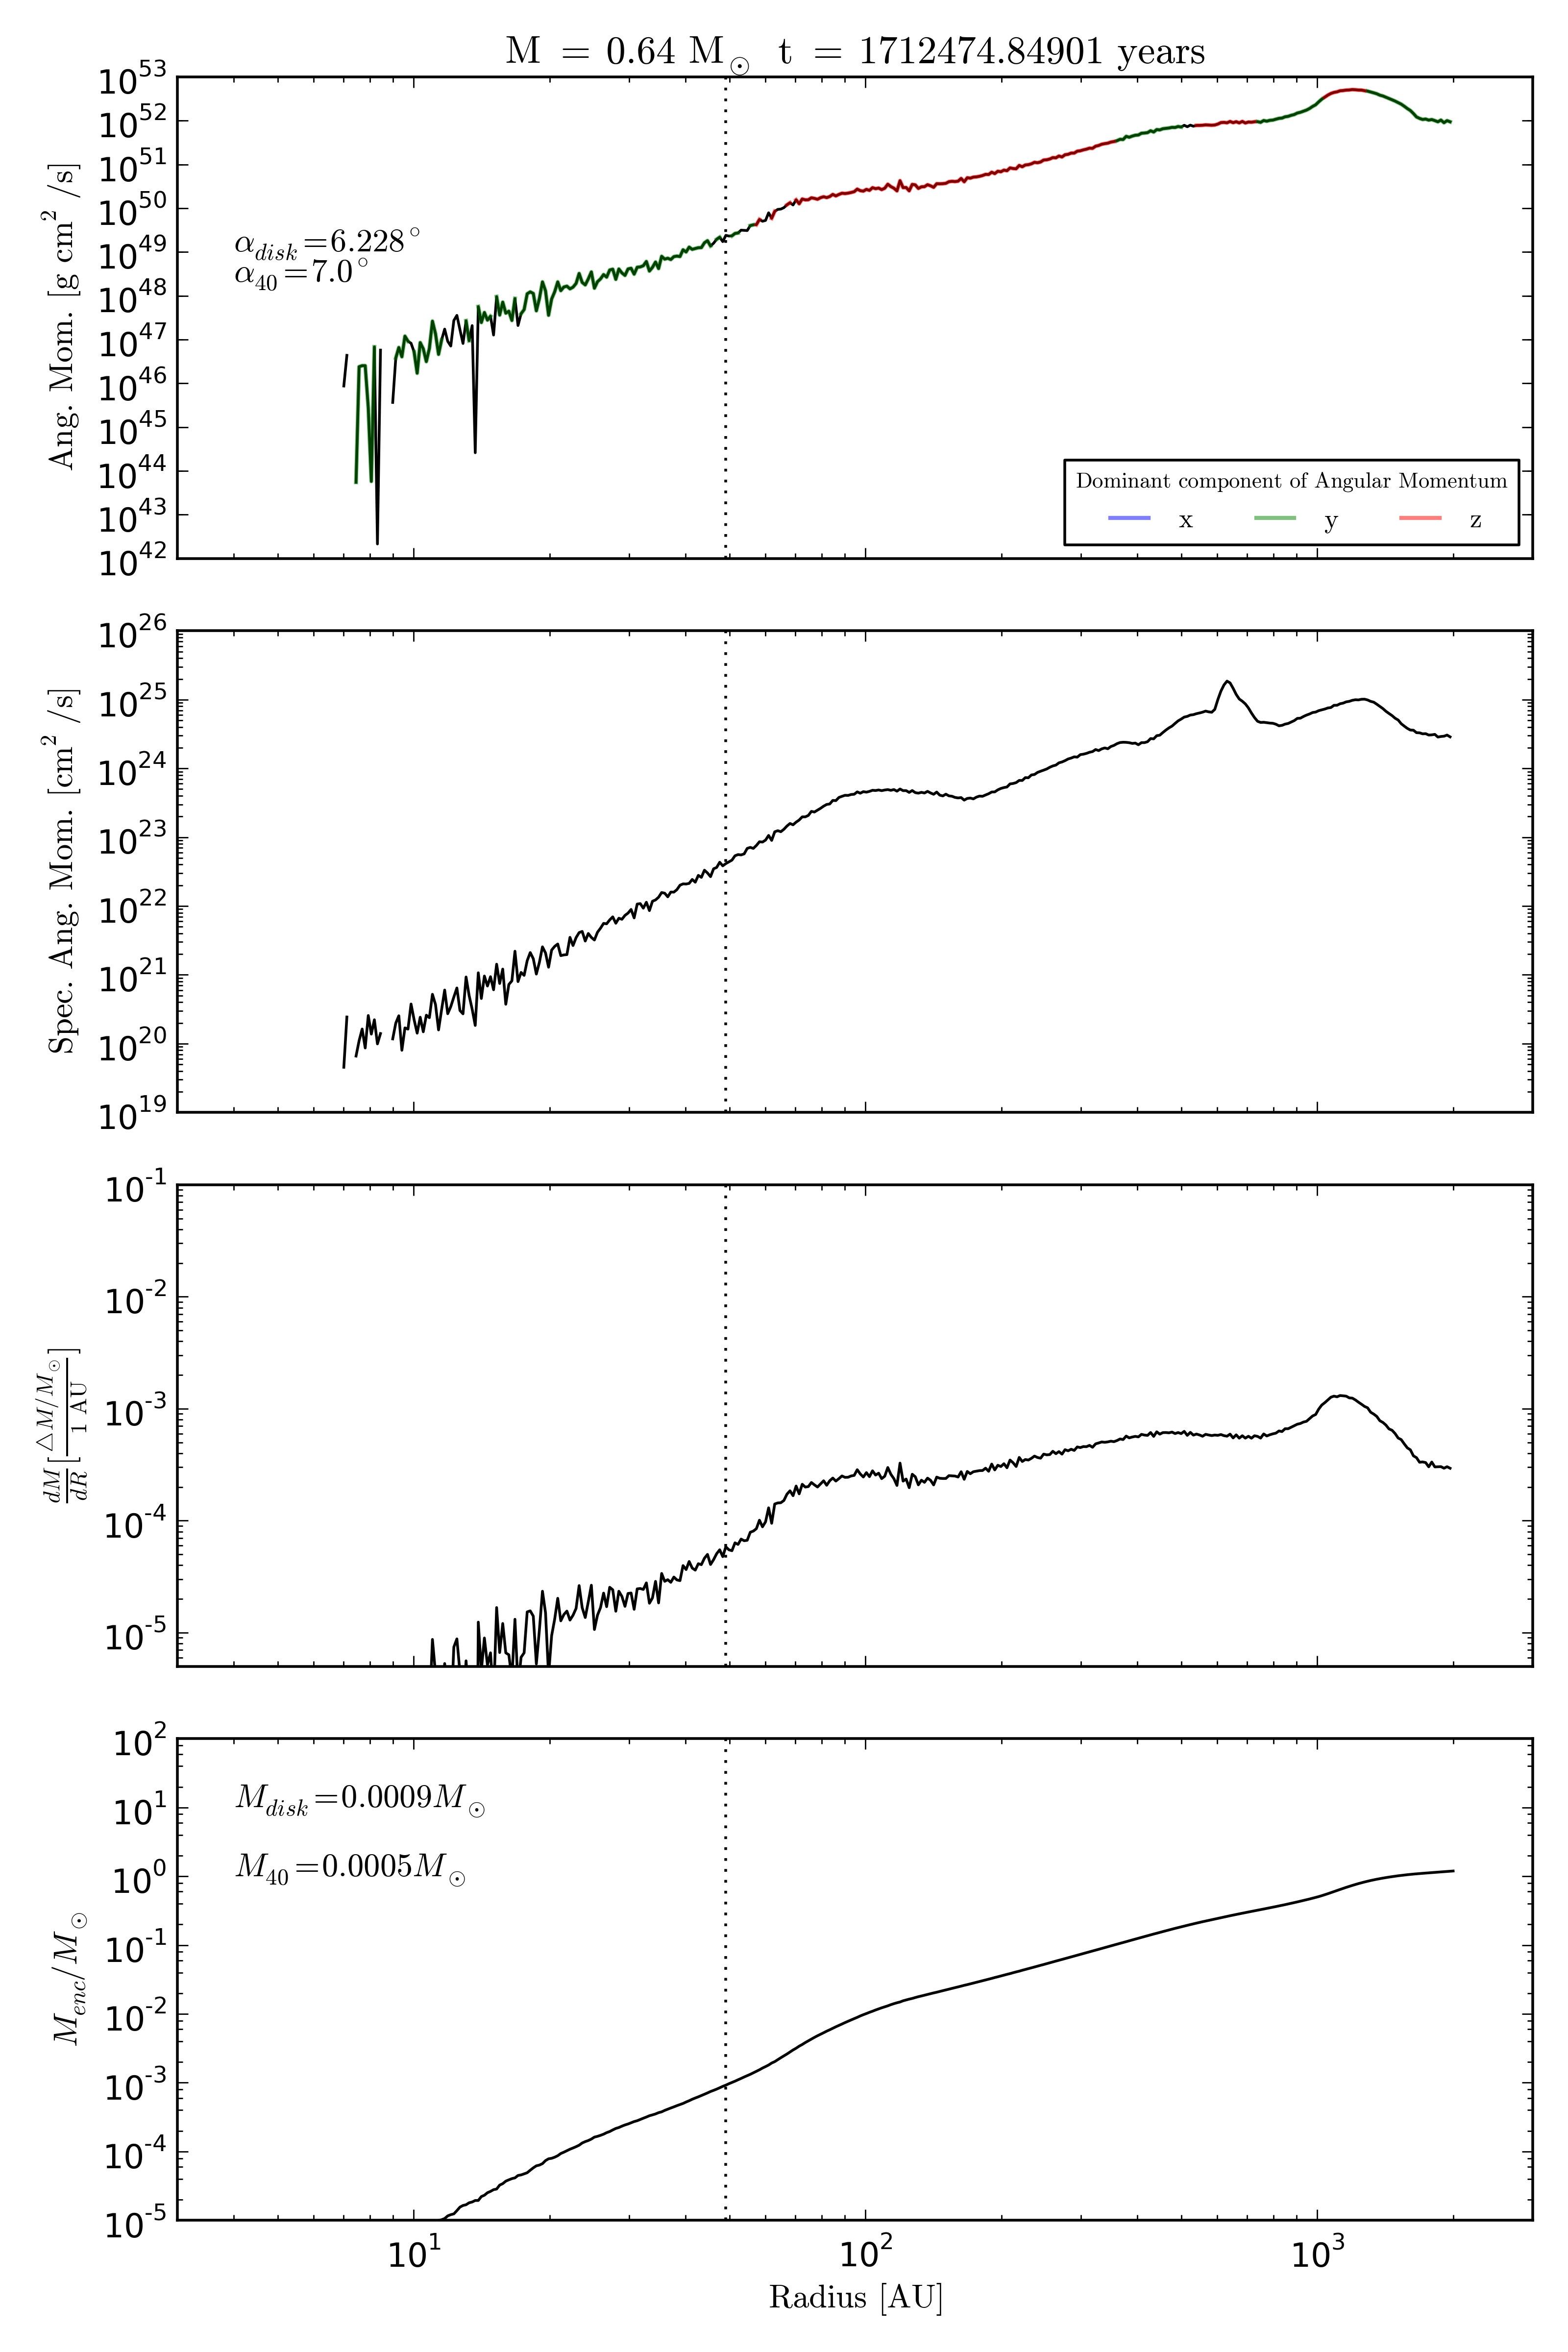 M = 0.64 M⊙ t = 1712474.84901 years
10^53
10^52
10^51
10^50
10^49
10^48
10^47
10^46
10^45
10^44
10^43
10^42
Ang. Mom. [g cm^2 /s]
α_disk=6.228°
α_40=7.0°
Dominant component of Angular Momentum
x y z
10^26
10^25
10^24
10^23
10^22
10^21
10^20
10^19
Spec. Ang. Mom. [cm^2 /s]
10^-1
10^-2
10^-3
10^-4
10^-5
dM/dR [△M/M⊙ / 1 AU]
10^2
10^1
10^0
10^-1
10^-2
10^-3
10^-4
10^-5
M_enc/M⊙
M_disk=0.0009M⊙
M_40=0.0005M⊙
10^1 10^2 10^3
Radius [AU]